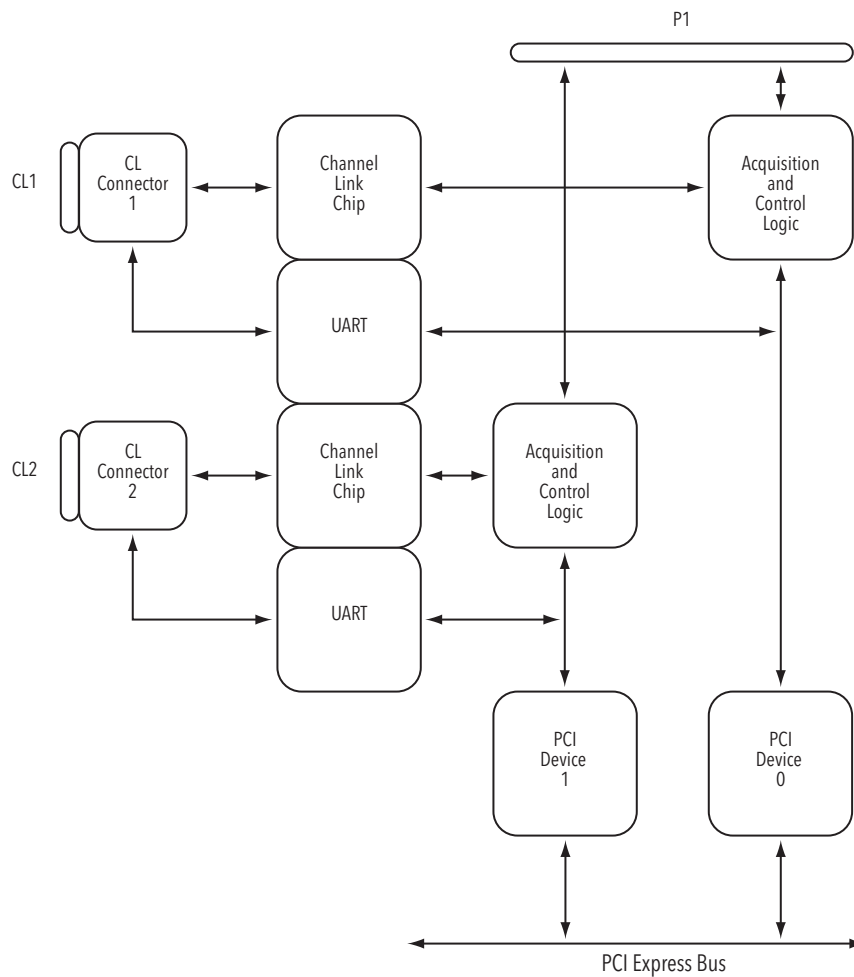 P1
CL1
CL
Connector
1
Channel
Link
Chip
Acquisition
and
Control
Logic
UART
CL2
CL
Connector
2
Channel
Link
Chip
Acquisition
and
Control
Logic
UART
PCI
Device
1
PCI
Device
0
PCI Express Bus